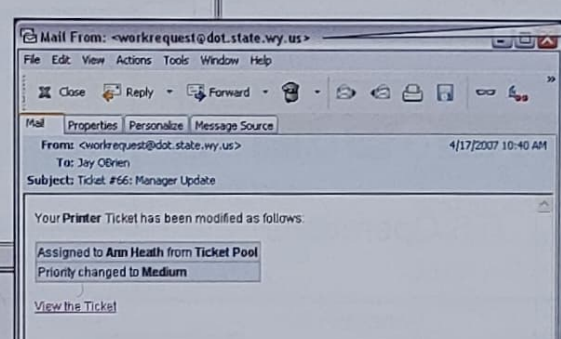 Mail From: <workrequest@dot.state.wy.us>
File Edit View Actions Tools Window Help
Close Reply Forward »
Mail Properties Personalize Message Source
From: <workrequest@dot.state.wy.us> 4/17/2007 10:40 AM
To: Jay OBrien
Subject: Ticket #66: Manager Update
Your Printer Ticket has been modified as follows:
Assigned to Ann Heath from Ticket Pool
Priority changed to Medium
View the Ticket